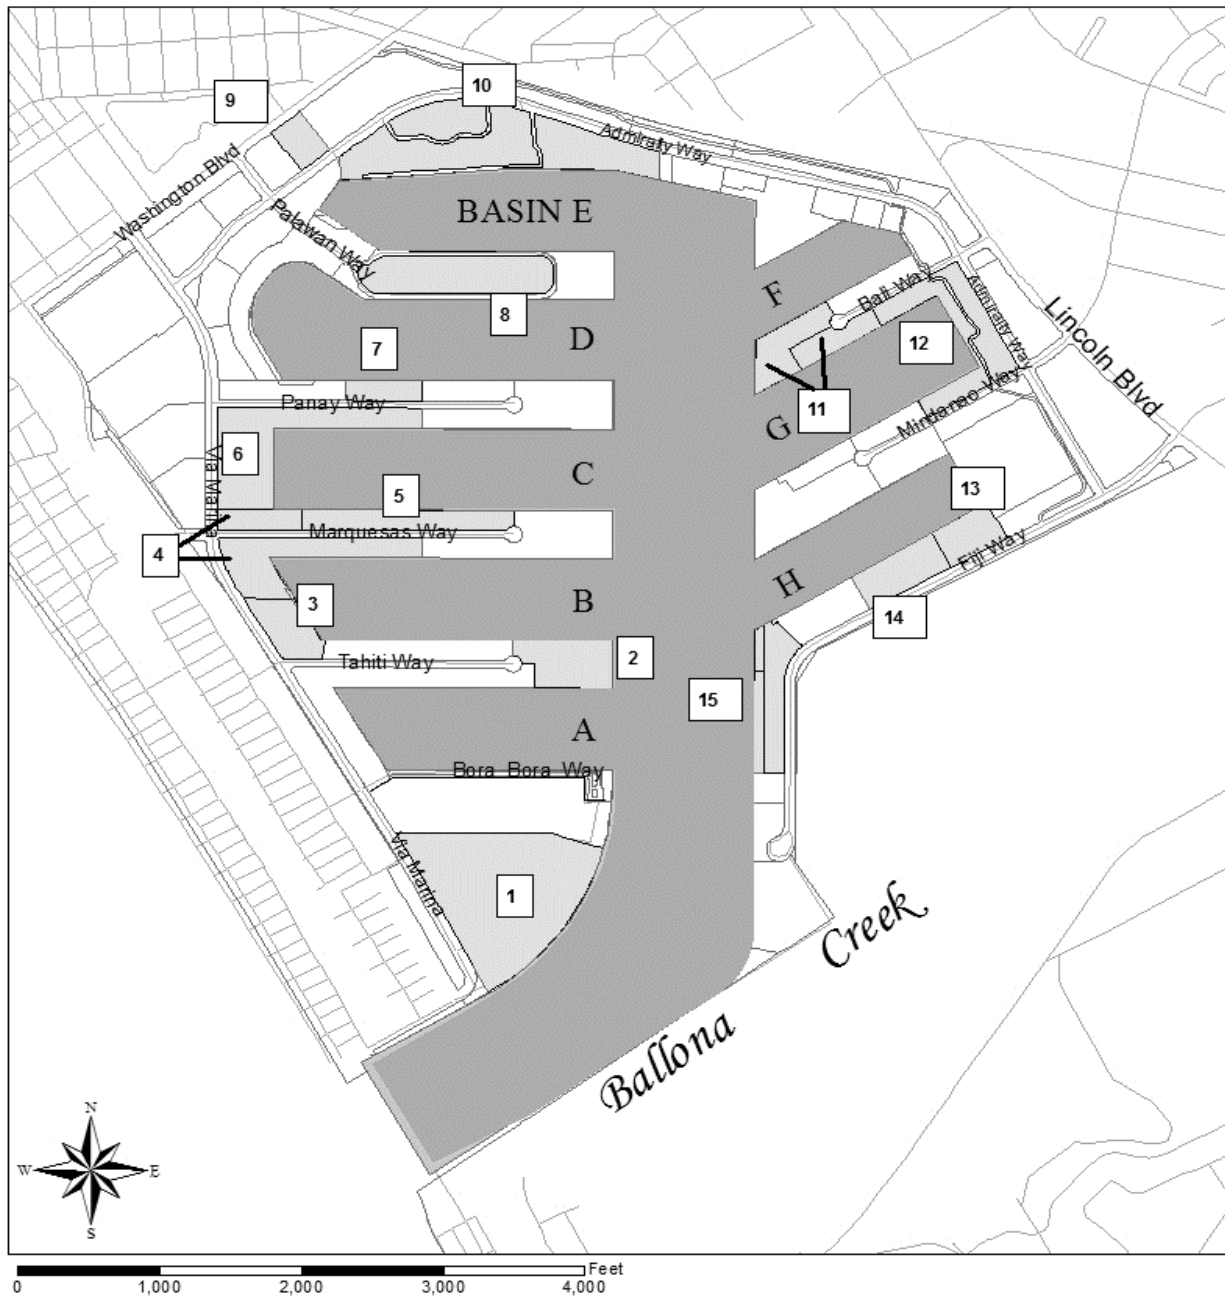 10
9
Admiralty Way
Washington Blvd
BASIN E
Palawan Way
F
Bali Way
Admiralty Way
Lincoln Blvd
8
D
7
12
Panay Way
11
Mindanao Way
G
6
Via Marina
C
5
13
Marquesas Way
4
Fiji Way
H
3
B
14
2
Tahiti Way
15
A
Bora Bora Way
Via Marina
1
Creek
Ballona
N
W
E
S
Feet
0 1,000 2,000 3,000 4,000